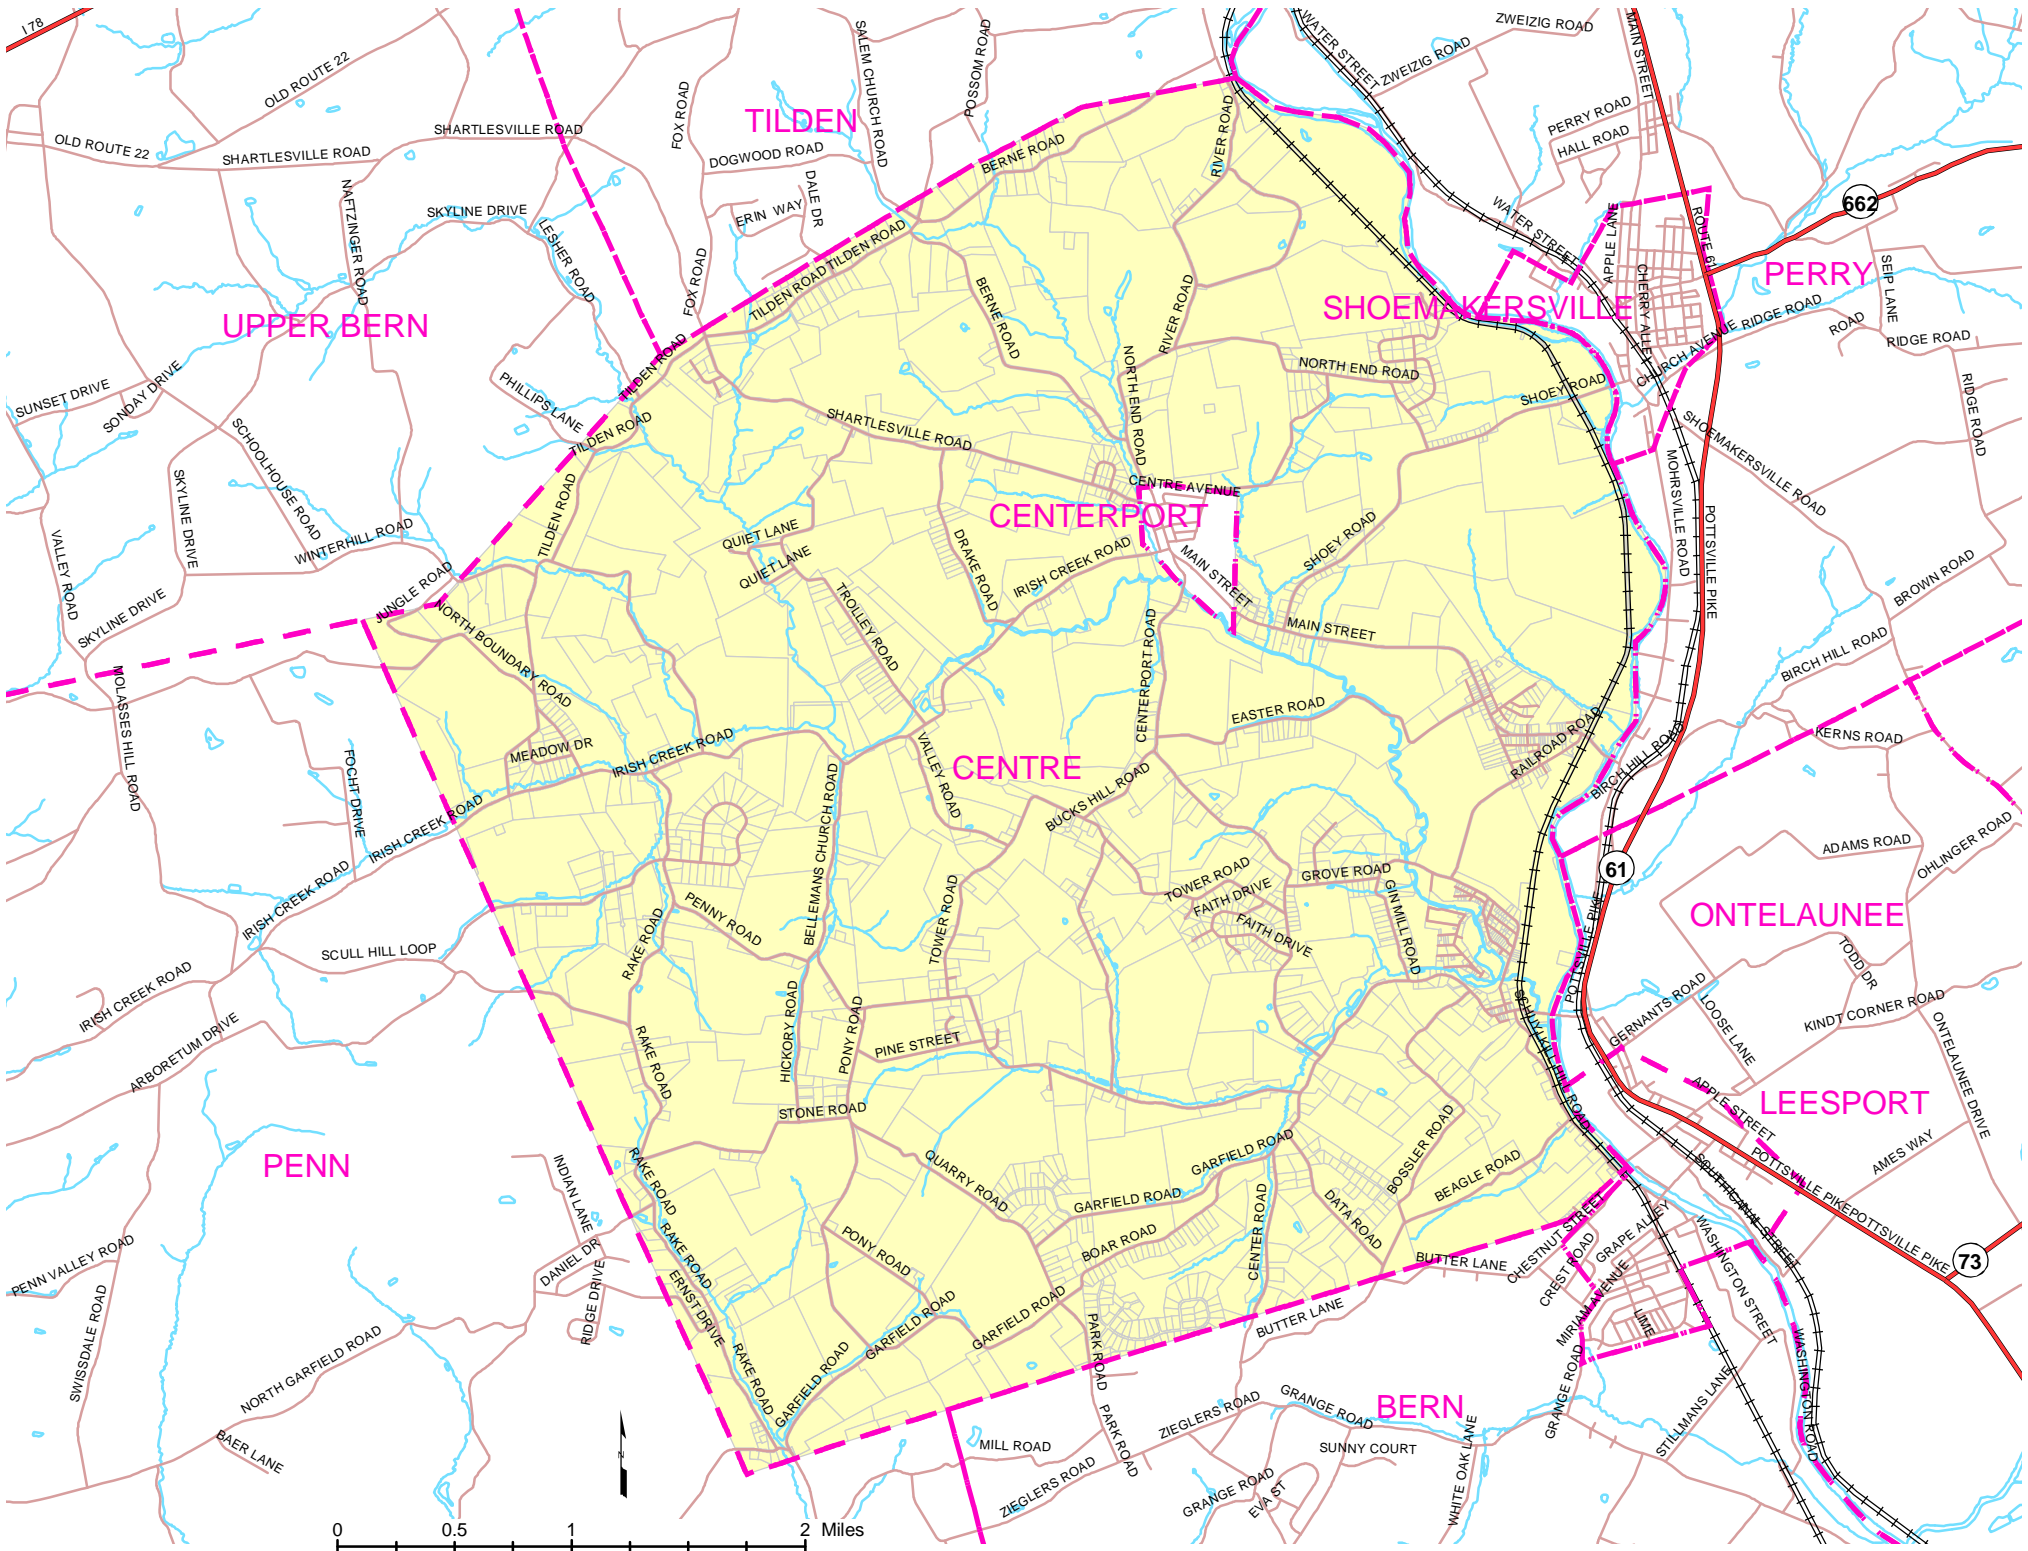 I 78
OLD ROUTE 22
OLD ROUTE 22
SHARTLESVILLE ROAD
SHARTLESVILLE ROAD
FOX ROAD
TILDEN
SALEM CHURCH ROAD
POSSOM ROAD
DOGWOOD ROAD
DALE DR
ERIN WAY
FOX ROAD
BERNE ROAD
RIVER ROAD
WATER STREET
ZWEIZIG ROAD
ZWEIZIG ROAD
MAIN STREET
PERRY ROAD
HALL ROAD
662
NAFTZINGER ROAD
SKYLINE DRIVE
LESHER ROAD
UPPER BERN
TILDEN ROAD
TILDEN ROAD
BERNE ROAD
RIVER ROAD
WATER STREET
APPLE LANE
ROUTE 61
CHERRY ALLEY
SHOEMAKERSVILLE
PERRY
SEIP LANE
RIDGE ROAD
ROAD
RIDGE ROAD
CHURCH AVENUE
RIDGE ROAD
SUNSET DRIVE
SONDAY DRIVE
PHILLIPS LANE
TILDEN ROAD
TILDEN ROAD
SCHOOLHOUSE ROAD
SHARTLESVILLE ROAD
NORTH END ROAD
NORTH END ROAD
SHOEY ROAD
SHOEMAKERSVILLE ROAD
MOHRSVILLE ROAD
POTTSVILLE PIKE
SKYLINE DRIVE
VALLEY ROAD
WINTERHILL ROAD
TILDEN ROAD
CENTRE AVENUE
CENTERPORT
QUIET LANE
QUIET LANE
DRAKE ROAD
IRISH CREEK ROAD
MAIN STREET
SHOEY ROAD
BROWN ROAD
JUNGLE ROAD
SKYLINE DRIVE
NORTH BOUNDARY ROAD
TROLLEY ROAD
CENTERPORT ROAD
MAIN STREET
BIRCH HILL ROAD
MOLASSES HILL ROAD
EASTER ROAD
RAILROAD ROAD
BIRCH HILL ROAD
KERNS ROAD
MEADOW DR
IRISH CREEK ROAD
VALLEY ROAD
CENTRE
BUCKS HILL ROAD
FOCHT DRIVE
IRISH CREEK ROAD
BELLEMANS CHURCH ROAD
ADAMS ROAD
OHLINGER ROAD
61
IRISH CREEK ROAD
TOWER ROAD
FAITH DRIVE
FAITH DRIVE
GROVE ROAD
GIN MILL ROAD
POTTSVILLE PIKE
ONTELAUNEE
TODD DR
SCULL HILL LOOP
PENNY ROAD
RAKE ROAD
TOWER ROAD
IRISH CREEK ROAD
HICKORY ROAD
PONY ROAD
SCHUYLKILL HILL ROAD
GERNANTS ROAD
LOOSE LANE
KINDT CORNER ROAD
ONTELAUNEE DRIVE
ARBORETUM DRIVE
RAKE ROAD
PINE STREET
STONE ROAD
BOSSLER ROAD
APPLE STREET
LEESPORT
PENN
RAKE ROAD
INDIAN LANE
QUARRY ROAD
GARFIELD ROAD
GARFIELD ROAD
BEAGLE ROAD
AMES WAY
POTTSVILLE PIKE
POTTSVILLE PIKE
73
PENN VALLEY ROAD
DANIEL DR
RAKE ROAD
PONY ROAD
BOAR ROAD
CENTER ROAD
DATA ROAD
BUTTER LANE
CHESTNUT STREET
CREST ROAD
GRAPE ALLEY
WASHINGTON STREET
SWISSDALE ROAD
RIDGE DRIVE
ERNST DRIVE
GARFIELD ROAD
GARFIELD ROAD
BUTTER LANE
MIRIAM AVENUE
LIME
NORTH GARFIELD ROAD
RAKE ROAD
GARFIELD ROAD
PARK ROAD
WASHINGTON ROAD
BAER LANE
PARK ROAD
ZIEGLERS ROAD
GRANGE ROAD
BERN
GRANGE ROAD
STILLMANS LANE
N
MILL ROAD
SUNNY COURT
WHITE OAK LANE
ZIEGLERS ROAD
GRANGE ROAD
EVA ST
0 0.5 1 2 Miles